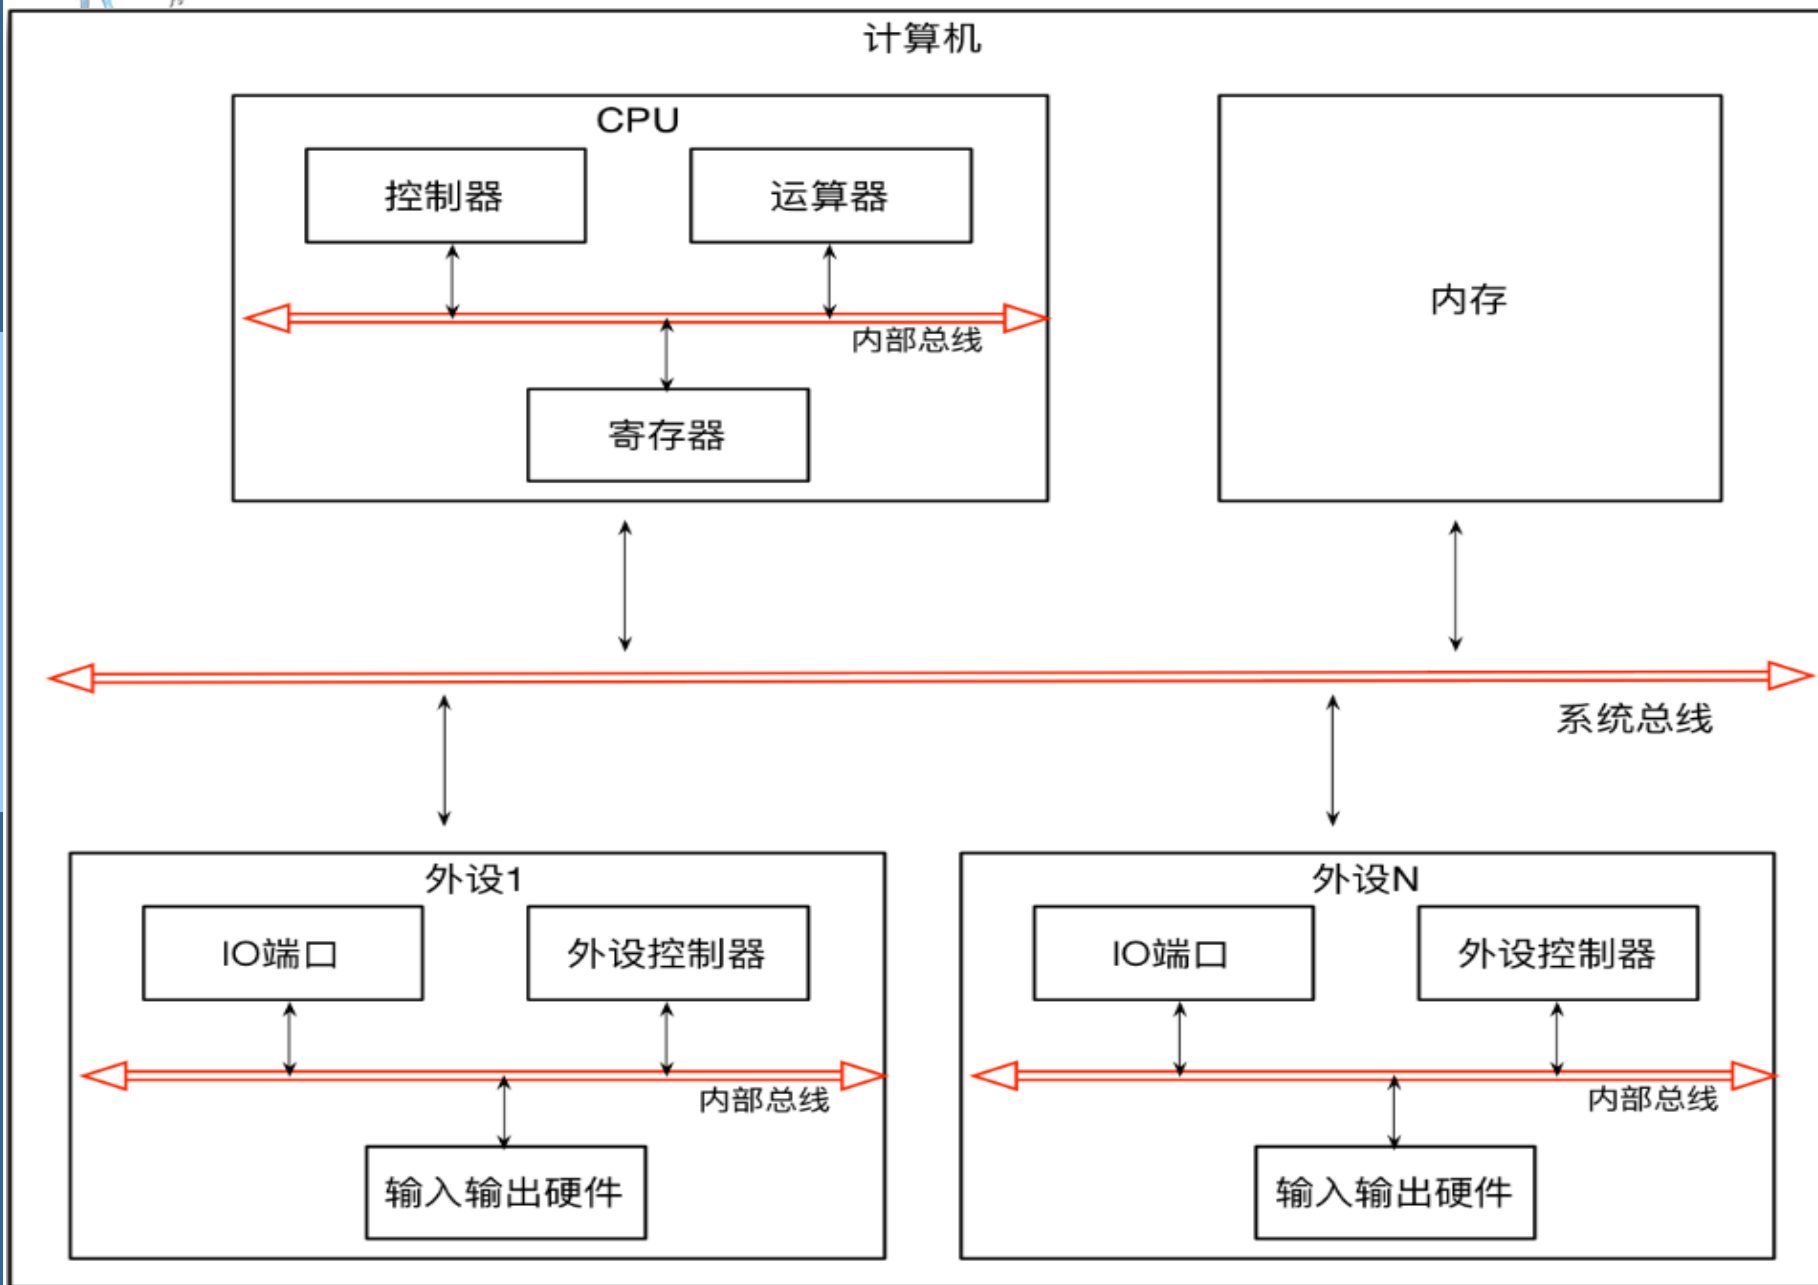 计算机
CPU
控制器
运算器
内部总线
寄存器
内存
系统总线
外设1
IO端口
外设控制器
内部总线
输入输出硬件
外设N
IO端口
外设控制器
内部总线
输入输出硬件